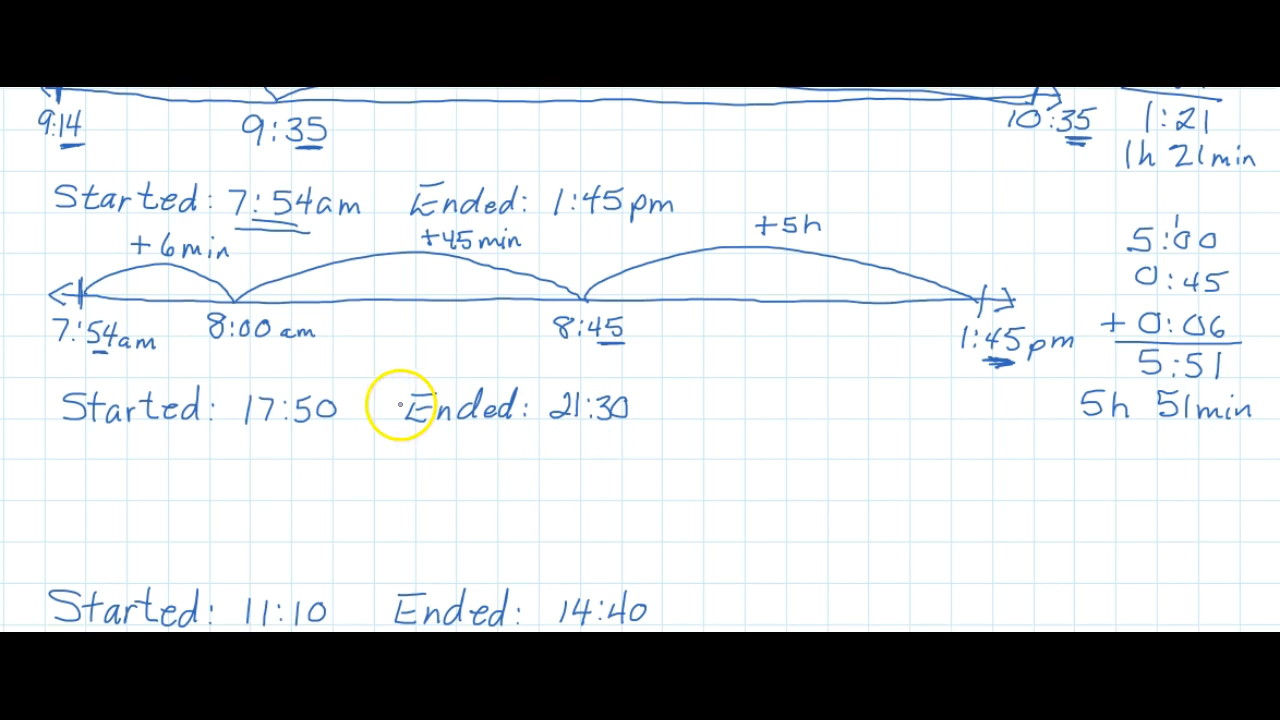 9:14 9:35 10:35 1:21
1h 21min
Started: 7:54am Ended: 1:45pm
+6min +45min +5h
7:54am 8:00am 8:45 1:45pm
1
5:00
0:45
+ 0:06
5:51
5h 51min
Started: 17:50 Ended: 21:30
Started: 11:10 Ended: 14:40